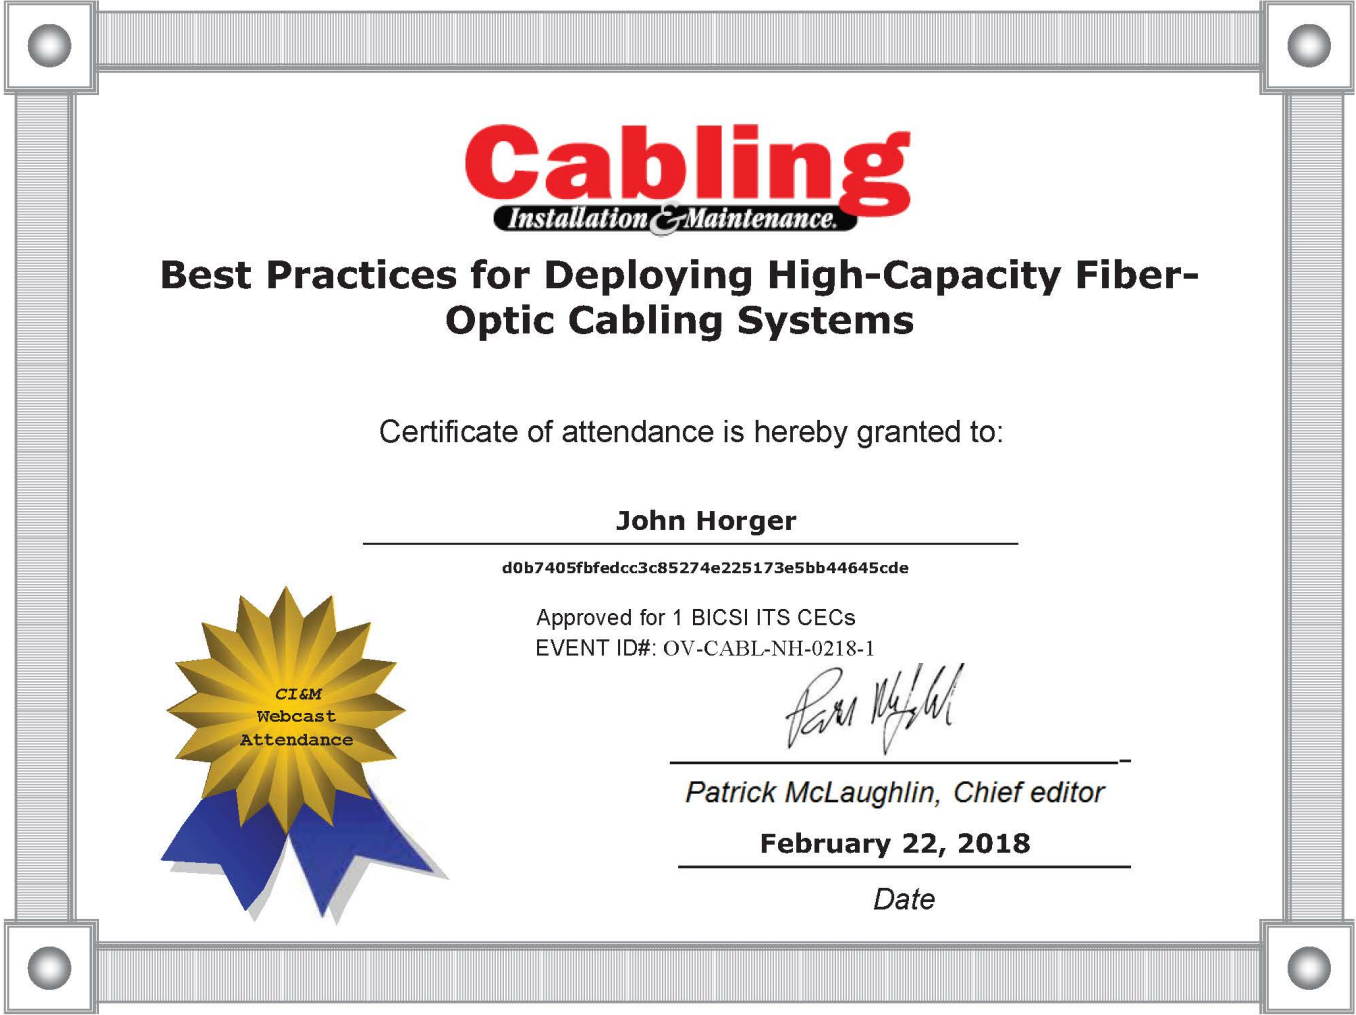 Cabling
Installation & Maintenance.
Best Practices for Deploying High-Capacity Fiber-
Optic Cabling Systems
Certificate of attendance is hereby granted to:
John Horger
d0b7405fbfedcc3c85274e225173e5bb44645cde
Approved for 1 BICSI ITS CECs
EVENT ID#: OV-CABL-NH-0218-1
CI&M
Webcast
Attendance
Patrick McLaughlin, Chief editor
February 22, 2018
Date